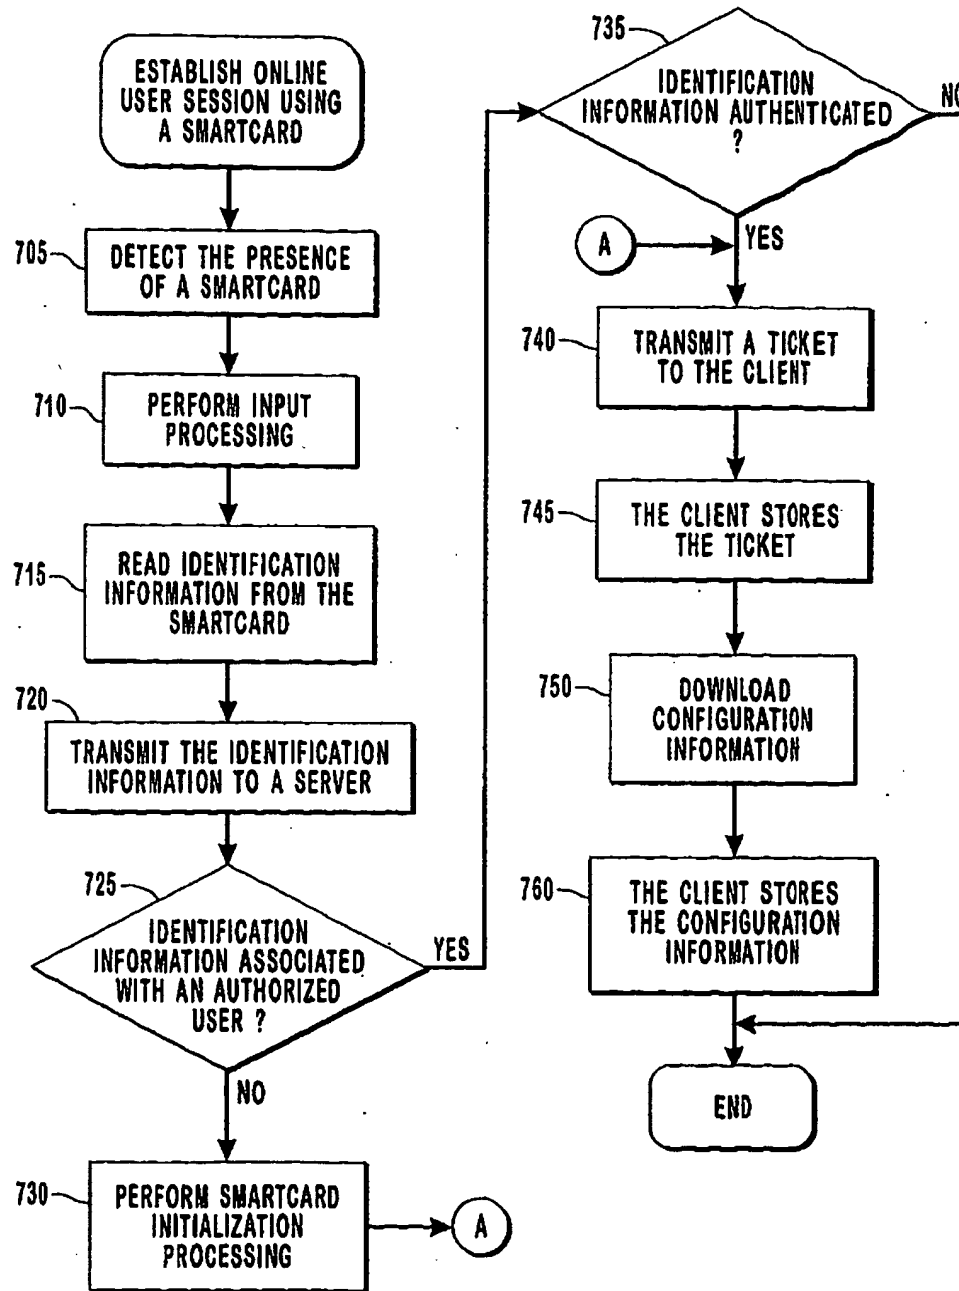 ESTABLISH ONLINE
USER SESSION USING
A SMARTCARD
705
DETECT THE PRESENCE
OF A SMARTCARD
710
PERFORM INPUT
PROCESSING
715
READ IDENTIFICATION
INFORMATION FROM THE
SMARTCARD
720
TRANSMIT THE IDENTIFICATION
INFORMATION TO A SERVER
725
IDENTIFICATION
INFORMATION ASSOCIATED
WITH AN AUTHORIZED
USER ?
YES
NO
730
PERFORM SMARTCARD
INITIALIZATION
PROCESSING
A
735
IDENTIFICATION
INFORMATION AUTHENTICATED
?
NO
YES
A
740
TRANSMIT A TICKET
TO THE CLIENT
745
THE CLIENT STORES
THE TICKET
750
DOWNLOAD
CONFIGURATION
INFORMATION
760
THE CLIENT STORES
THE CONFIGURATION
INFORMATION
END